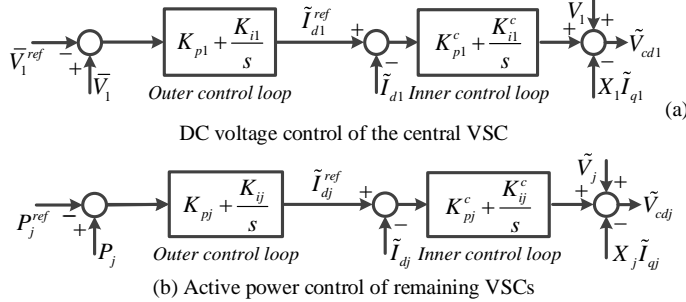 V̄₁^ref − + V̄₁ K_p1 + K_i1/s Ĩ_d1^ref + − Ĩ_d1 K_p1^c + K_i1^c/s V₁ + + − Ṽ_cd1 X₁Ĩ_q1
Outer control loop Inner control loop
(a)
DC voltage control of the central VSC
P_j^ref − + P_j K_pj + K_ij/s Ĩ_dj^ref + − Ĩ_dj K_pj^c + K_ij^c/s Ṽ_j + + − Ṽ_cdj X_jĨ_qj
Outer control loop Inner control loop
(b) Active power control of remaining VSCs